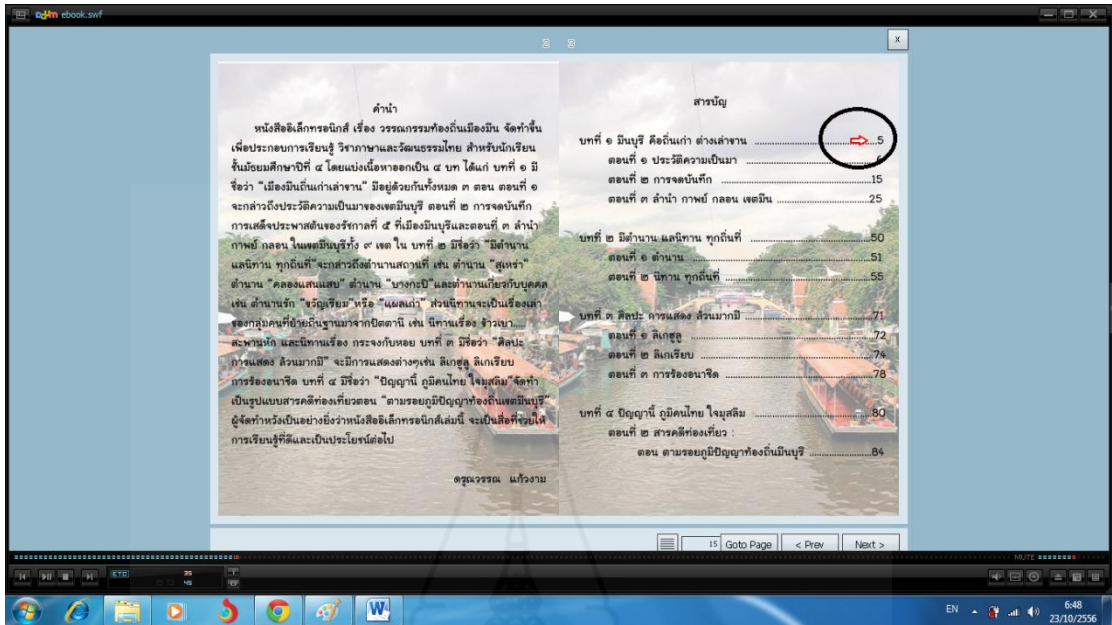 ebook.swf
2 3
x
คำนำ
หนังสืออิเล็กทรอนิกส์ เรื่อง วรรณกรรมท้องถิ่นเมืองมีน จัดทำขึ้น
เพื่อประกอบการเรียนรู้ วิชาภาษาและวัฒนธรรมไทย สำหรับนักเรียน
ชั้นมัธยมศึกษาปีที่ ๔ โดยแบ่งเนื้อหาออกเป็น ๔ บท ได้แก่ บทที่ ๑ มี
ชื่อว่า "เมืองมีนถิ่นเก่าเล่าขาน" มีอยู่ด้วยกันทั้งหมด ๓ ตอน ตอนที่ ๑
จะกล่าวถึงประวัติความเป็นมาของเขตมีนบุรี ตอนที่ ๒ การจดบันทึก
การเสด็จประพาสต้นของรัชกาลที่ ๕ ที่เมืองมีนบุรีและตอนที่ ๓ ลำนำ
กาพย์ กลอน ในเขตมีนบุรีทั้ง ๙ เขต ใน บทที่ ๒ มีชื่อว่า "มีตำนาน
แลนิทาน ทุกถิ่นที่"จะกล่าวถึงตำนานสถานที่ เช่น ตำนาน "สุเหร่า"
ตำนาน "คลองแสนแสบ" ตำนาน "บางกะปิ"และตำนานเกี่ยวกับบุคคล
เช่น ตำนานรัก "ขวัญเรียม"หรือ "แผลเก่า" ส่วนนิทานจะเป็นเรื่องเล่า
ของกลุ่มคนที่ย้ายถิ่นฐานมาจากปัตตานี เช่น นิทานเรื่อง จ้าวเบา....
สะพานหัก และนิทานเรื่อง กระจงกับหอย บทที่ ๓ มีชื่อว่า "ศิลปะ
การแสดง ล้วนมากมี" จะมีการแสดงต่างๆเช่น ลิเกฮูลู ลิเกเรียบ
การร้องอนาซีด บทที่ ๔ มีชื่อว่า "ปัญญานี้ ภูมิคนไทย ใจมุสลิม"จัดทำ
เป็นรูปแบบสารคดีท่องเที่ยวตอน "ตามรอยภูมิปัญญาท้องถิ่นเขตมีนบุรี"
ผู้จัดทำหวังเป็นอย่างยิ่งว่าหนังสืออิเล็กทรอนิกส์เล่มนี้ จะเป็นสื่อที่ช่วยให้
การเรียนรู้ที่ดีและเป็นประโยชน์ต่อไป
ดรุณวรรณ แก้วงาม
สารบัญ
บทที่ ๑ มีนบุรี คือถิ่นเก่า ต่างเล่าขาน ........................5
ตอนที่ ๑ ประวัติความเป็นมา ........................6
ตอนที่ ๒ การจดบันทึก ........................15
ตอนที่ ๓ ลำนำ กาพย์ กลอน เขตมีน ........................25
บทที่ ๒ มีตำนาน แลนิทาน ทุกถิ่นที่ ........................50
ตอนที่ ๑ ตำนาน ........................51
ตอนที่ ๒ นิทาน ทุกถิ่นที่ ........................55
บทที่ ๓ ศิลปะ การแสดง ล้วนมากมี ........................71
ตอนที่ ๑ ลิเกฮูลู ........................72
ตอนที่ ๒ ลิเกเรียบ ........................74
ตอนที่ ๓ การร้องอนาซีด ........................78
บทที่ ๔ ปัญญานี้ ภูมิคนไทย ใจมุสลิม ........................80
ตอนที่ ๒ สารคดีท่องเที่ยว :
ตอน ตามรอยภูมิปัญญาท้องถิ่นมีนบุรี ........................84
15 Goto Page < Prev Next >
MUTE
ETC 35
45
EN 6:48
23/10/2556